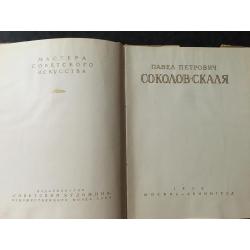 МАСТЕРА
СОВЕТСКОГО
ИСКУССТВА
ИЗДАТЕЛЬСТВО
«СОВЕТСКИЙ ХУДОЖНИК»
ПАВЕЛ ПЕТРОВИЧ
СОКОЛОВ-СКАЛЯ
МОСКВА - ЛЕНИНГРАД